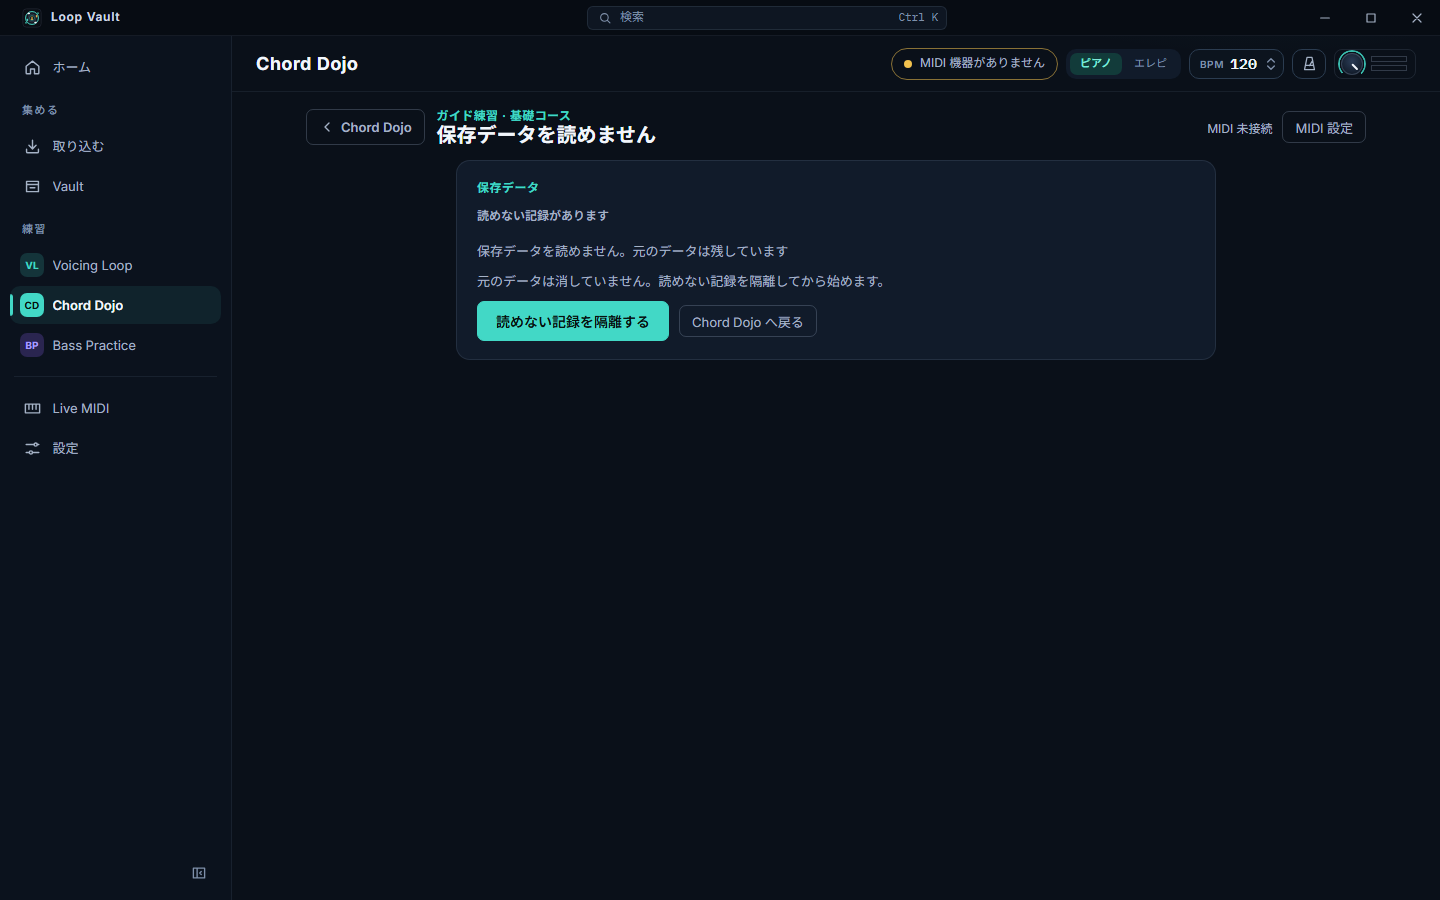 Loop Vault
検索
Ctrl K
ホーム
集める
取り込む
Vault
練習
VL Voicing Loop
CD Chord Dojo
BP Bass Practice
Live MIDI
設定
Chord Dojo
MIDI 機器がありません
ピアノ
エレピ
BPM 120
Chord Dojo
ガイド練習・基礎コース
保存データを読めません
MIDI 未接続
MIDI 設定
保存データ
読めない記録があります
保存データを読めません。元のデータは残しています
元のデータは消していません。読めない記録を隔離してから始めます。
読めない記録を隔離する
Chord Dojo へ戻る